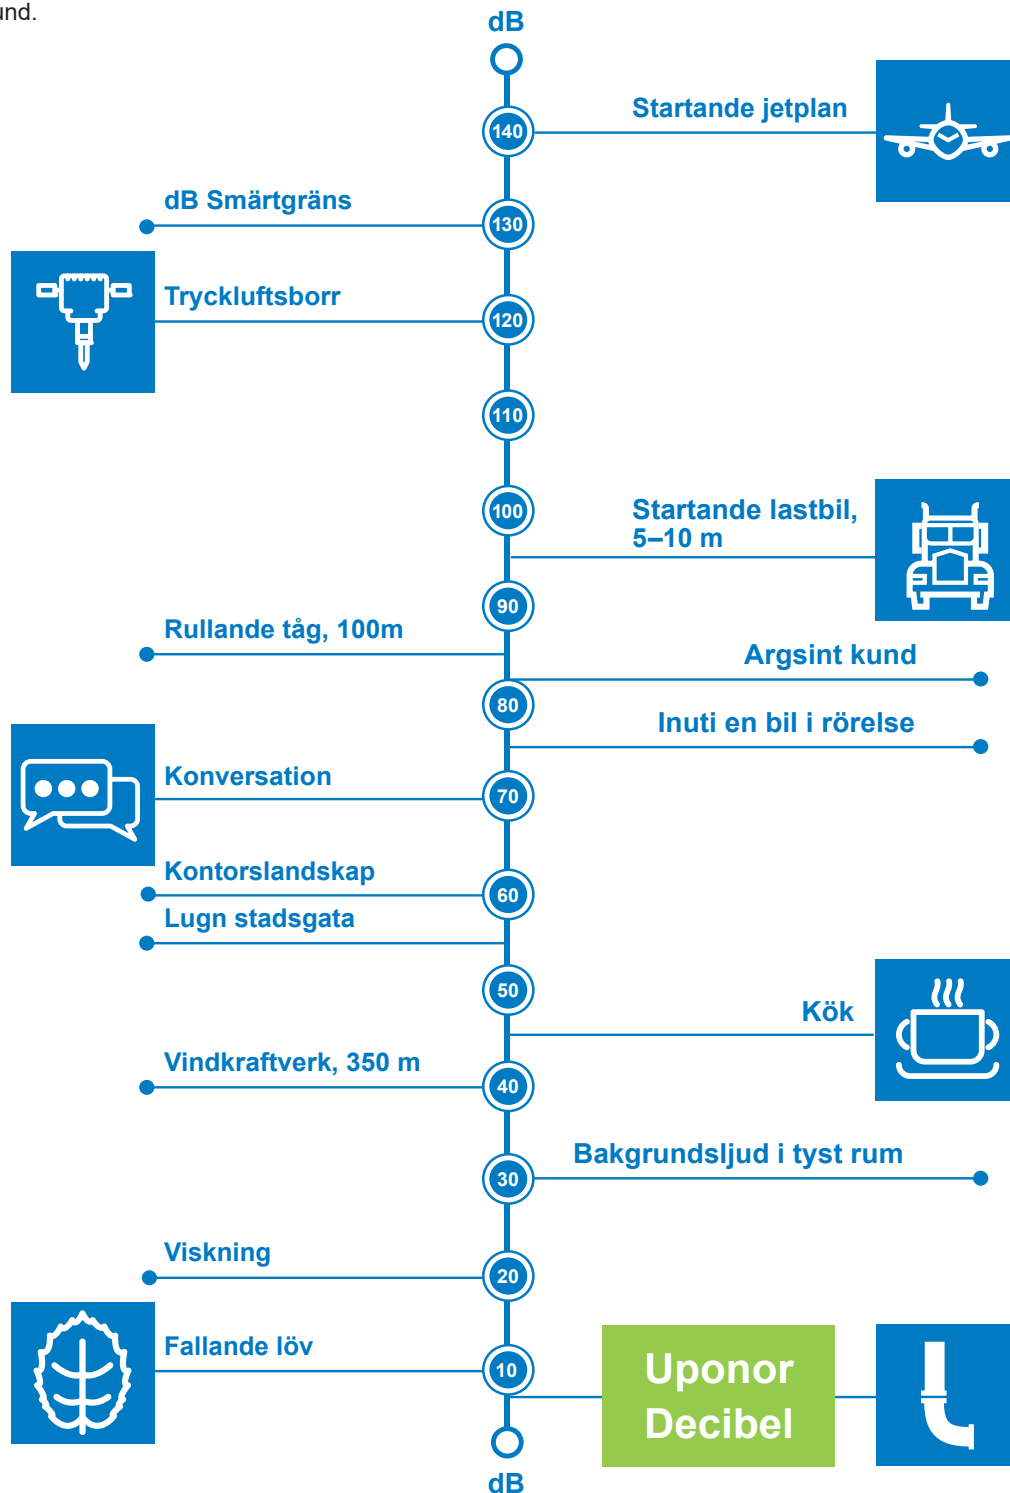 und.
dB
Startande jetplan
140
dB Smärtgräns
130
Tryckluftsborr
120
110
100
Startande lastbil,
5–10 m
90
Rullande tåg, 100m
Argsint kund
80
Inuti en bil i rörelse
Konversation
70
Kontorslandskap
60
Lugn stadsgata
50
Kök
Vindkraftverk, 350 m
40
Bakgrundsljud i tyst rum
30
Viskning
20
Fallande löv
10
Uponor
Decibel
dB